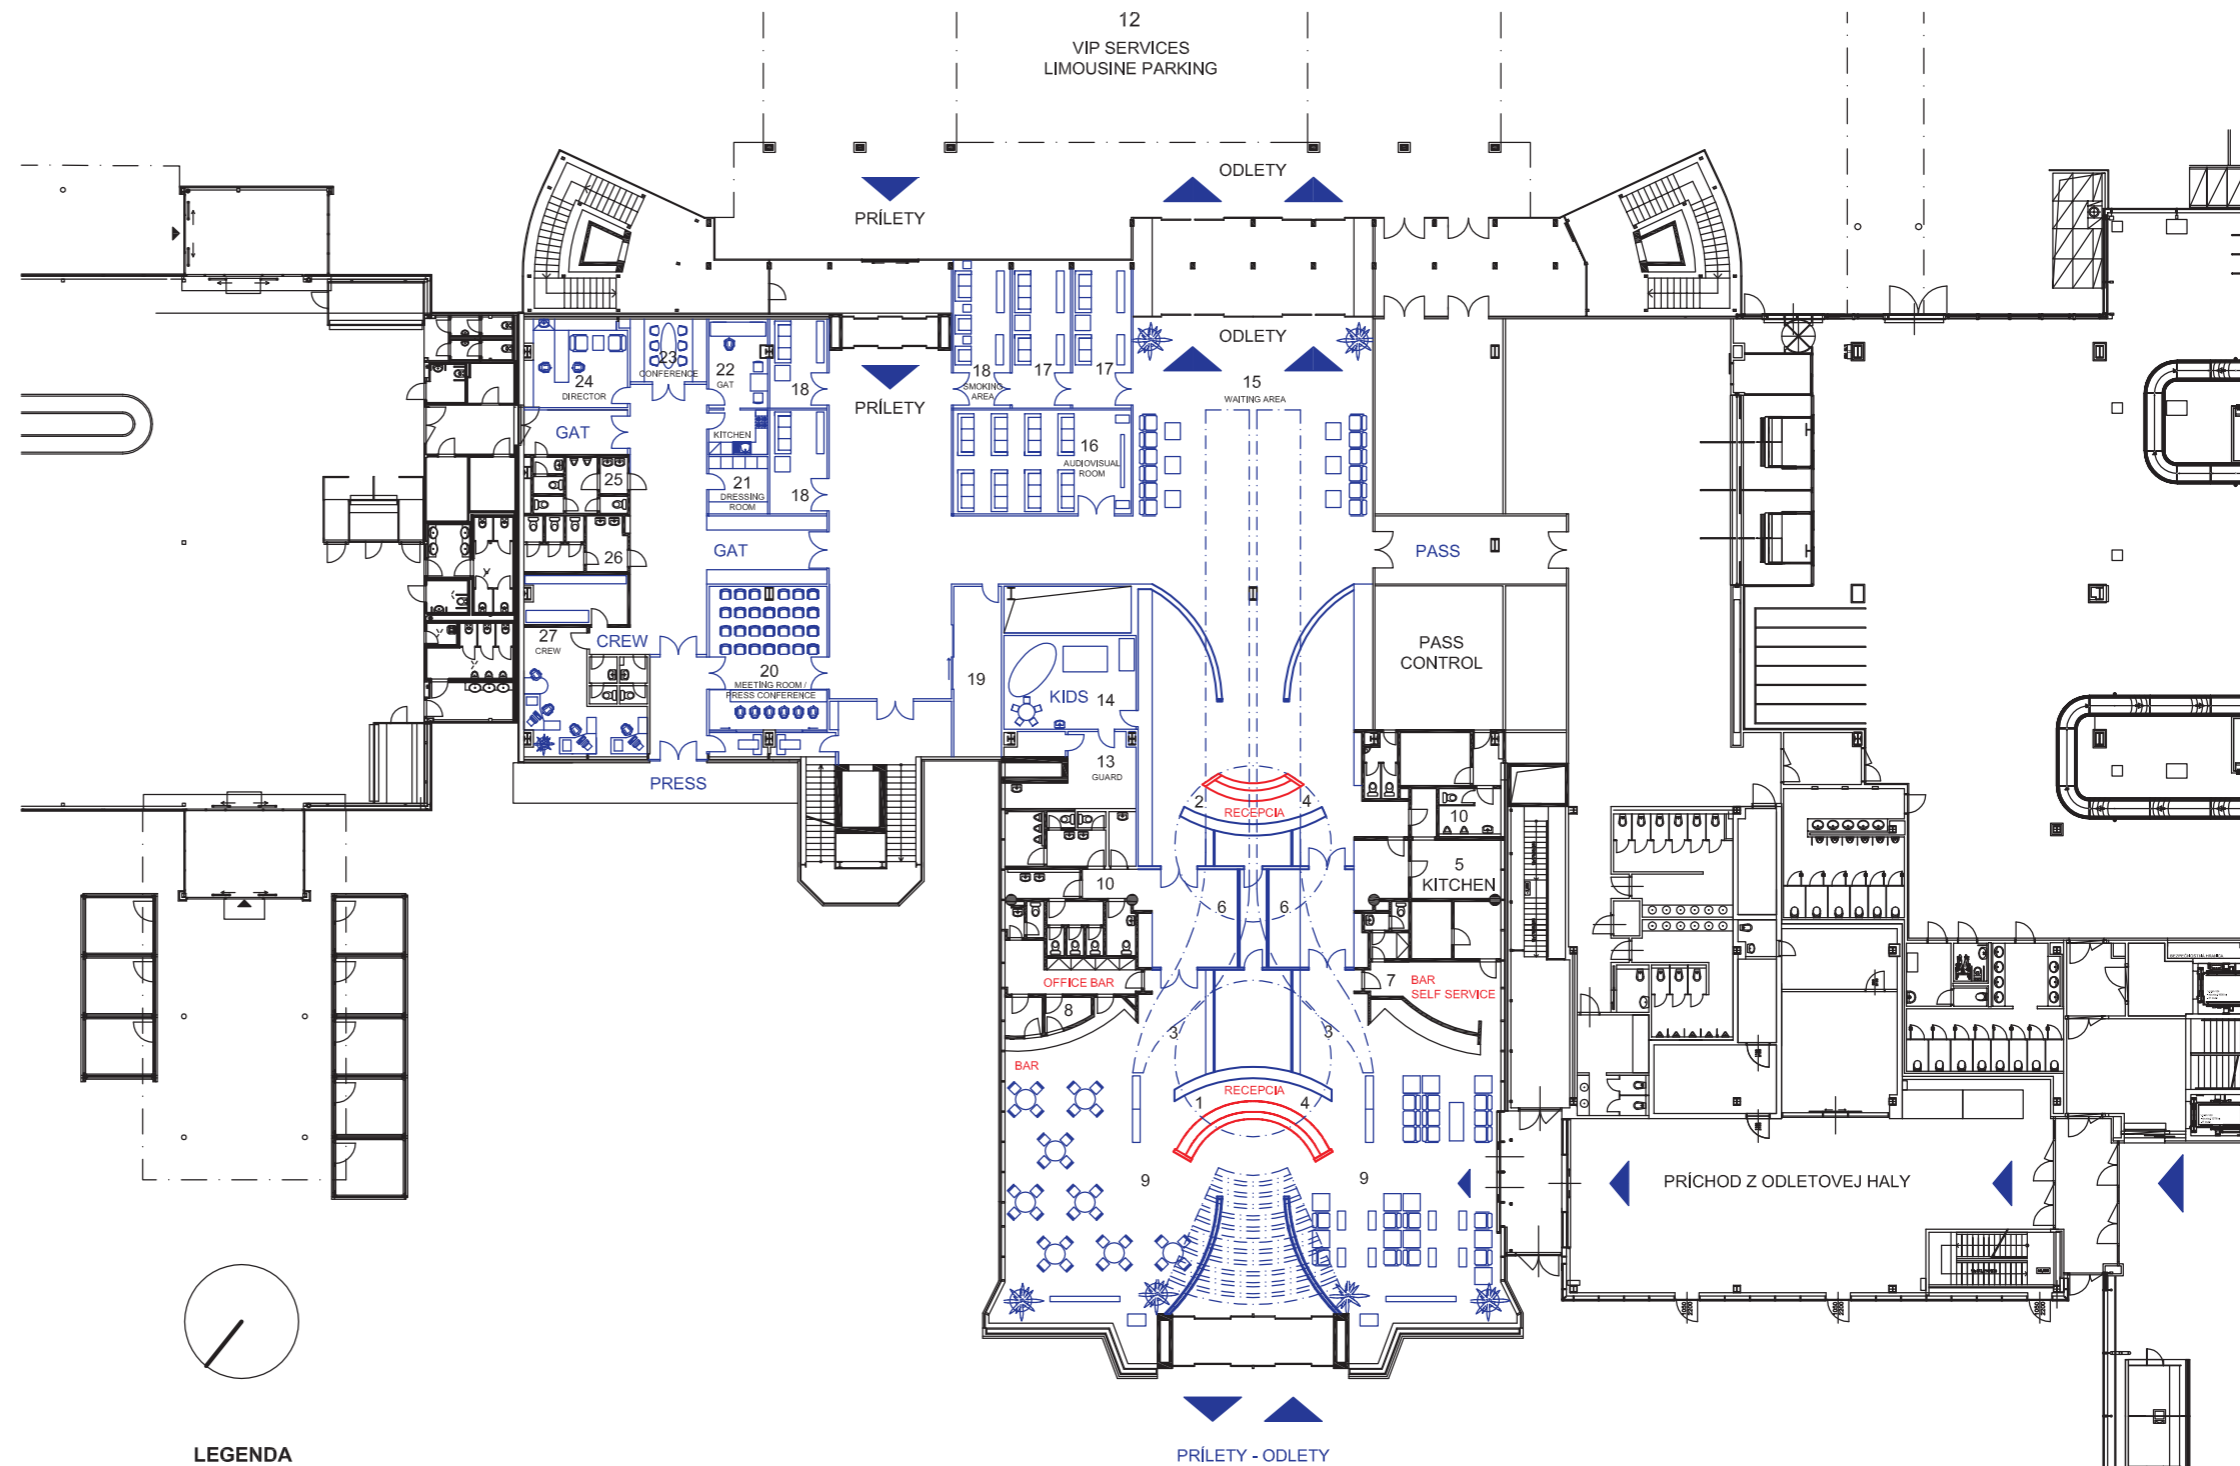 12
VIP SERVICES
LIMOUSINE PARKING
ODLETY
PRÍLETY
ODLETY
PRÍLETY
24
DIRECTOR
23
CONFERENCE
22
GAT
18
18
SMOKING
AREA
17
17
15
WAITING AREA
GAT
KITCHEN
16
AUDIOVISUAL
ROOM
25
21
DRESSING
ROOM
18
26
GAT
PASS
27
CREW
CREW
20
MEETING ROOM /
PRESS CONFERENCE
19
KIDS
14
PASS
CONTROL
PRESS
13
GUARD
2
4
RECEPCIA
10
5
KITCHEN
10
6
6
OFFICE BAR
7
BAR
SELF SERVICE
8
3
3
BAR
RECEPCIA
1
4
9
9
PRÍCHOD Z ODLETOVEJ HALY
LEGENDA
PRÍLETY - ODLETY